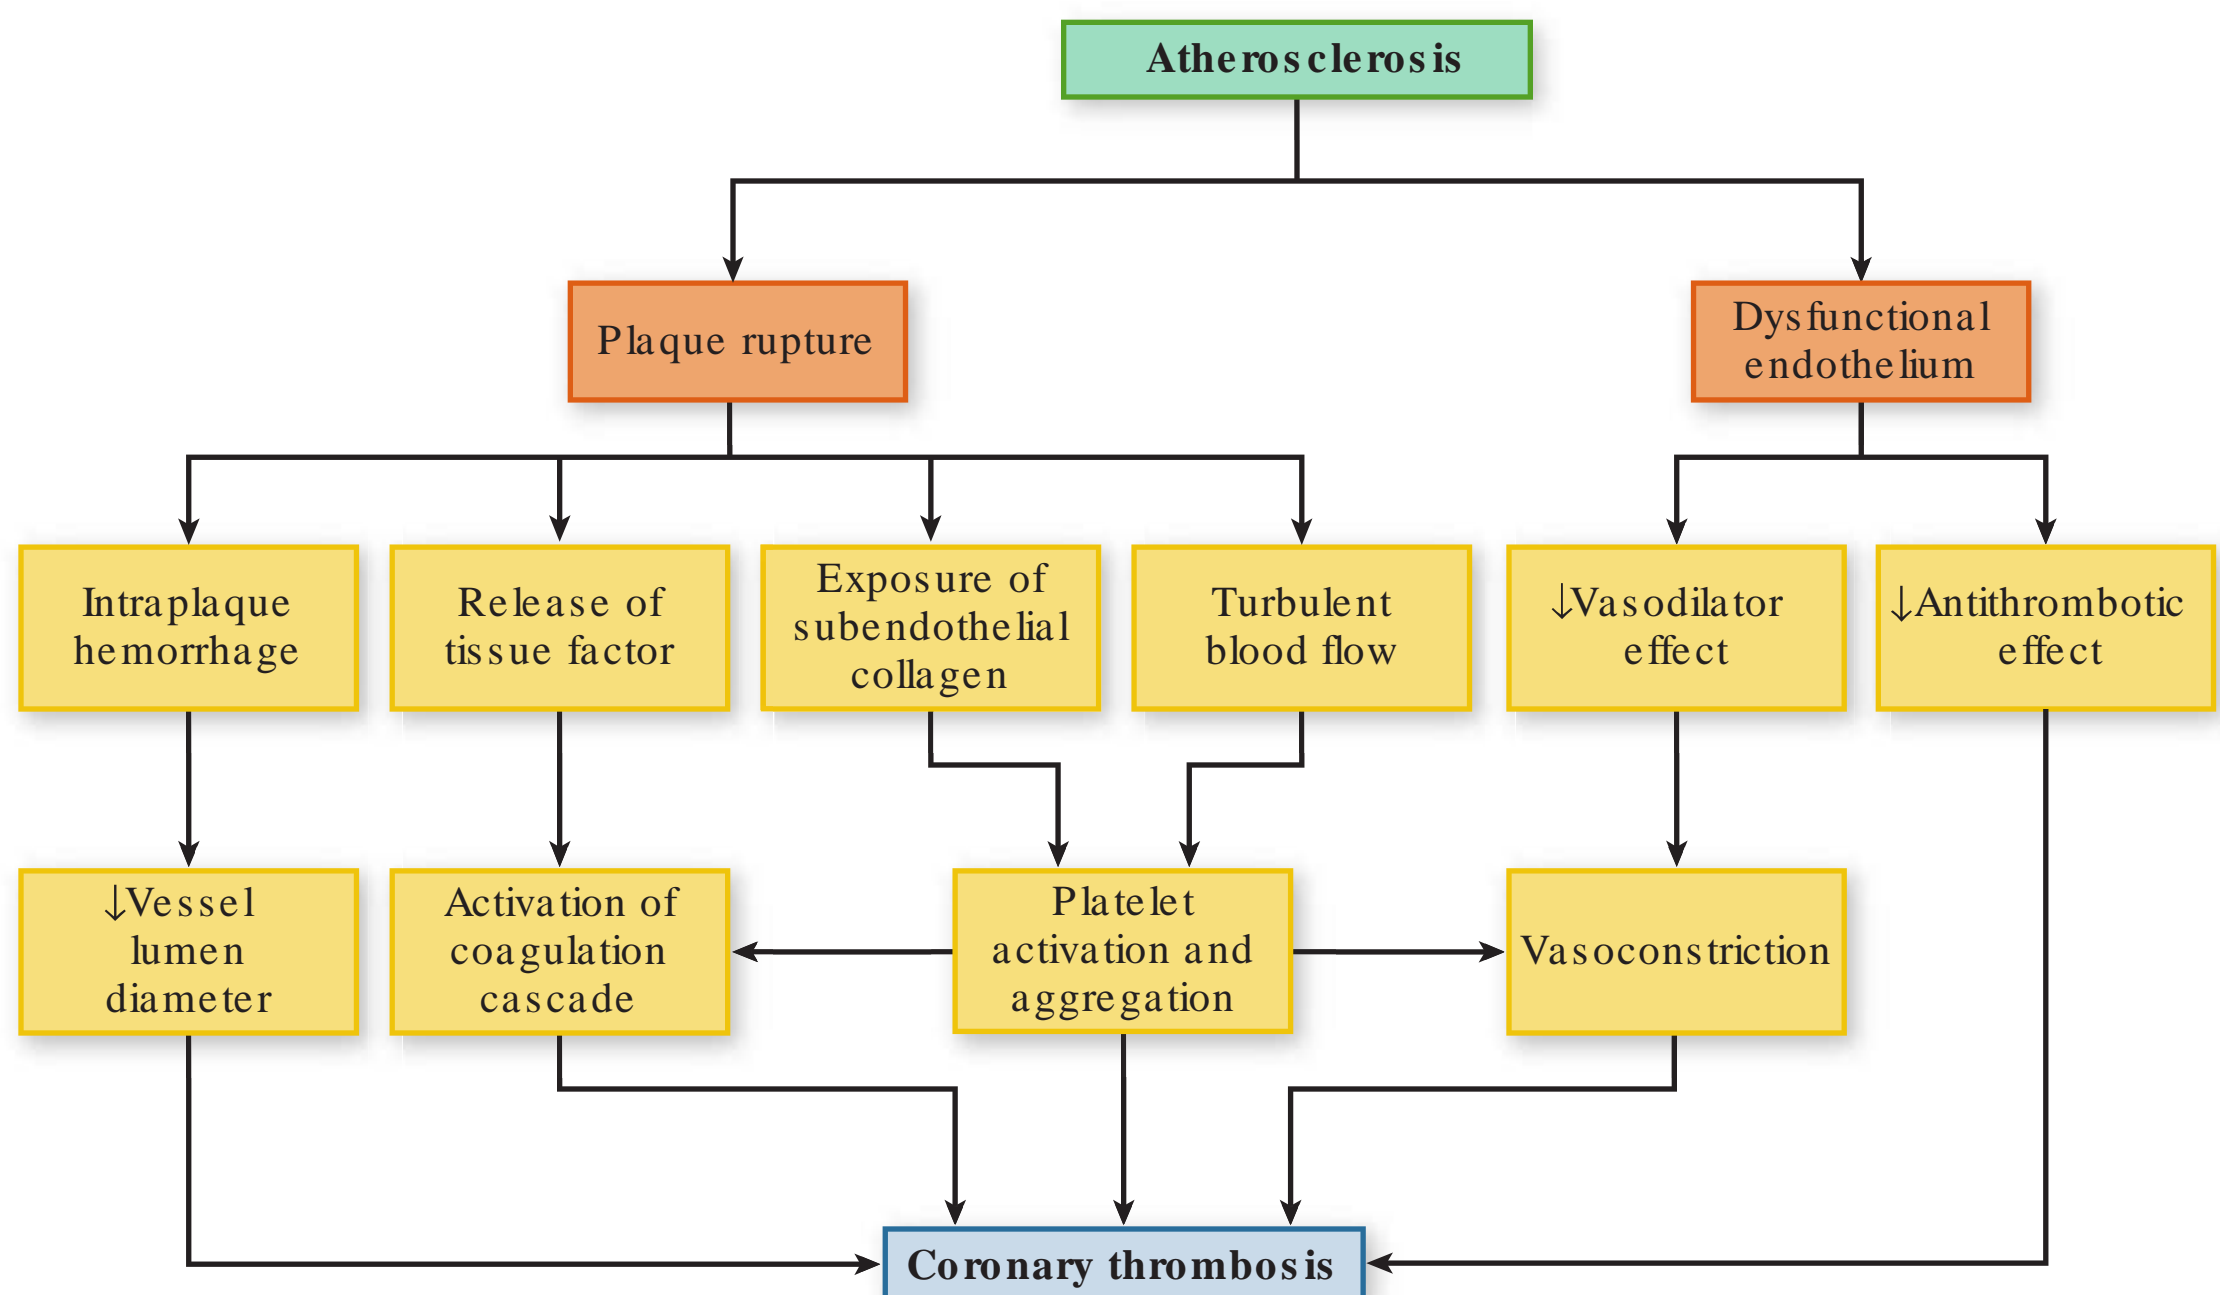 Atherosclerosis
Plaque rupture
Dysfunctional
endothelium
Intraplaque
hemorrhage
Release of
tissue factor
Exposure of
subendothelial
collagen
Turbulent
blood flow
↓Vasodilator
effect
↓Antithrombotic
effect
↓Vessel
lumen
diameter
Activation of
coagulation
cascade
Platelet
activation and
aggregation
Vasoconstriction
Coronary thrombosis